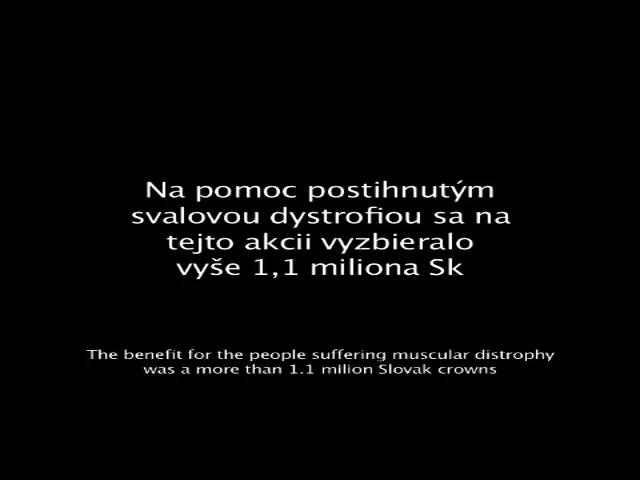 Na pomoc postihnutým
svalovou dystrofiou sa na
tejto akcii vyzbieralo
vyše 1,1 miliona Sk
The benefit for the people suffering muscular distrophy
was a more than 1.1 milion Slovak crowns